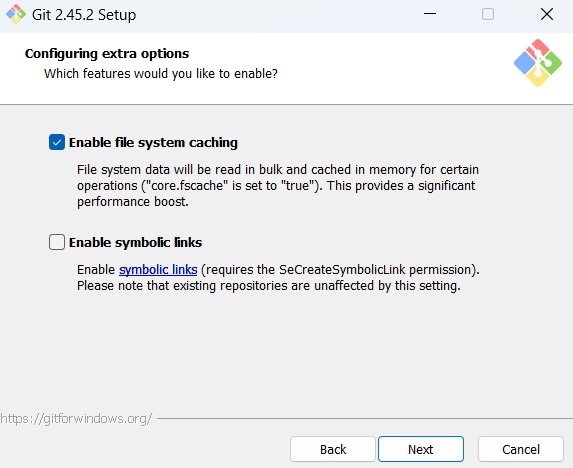 Git 2.45.2 Setup
Configuring extra options
Which features would you like to enable?
Enable file system caching
File system data will be read in bulk and cached in memory for certain
operations ("core.fscache" is set to "true"). This provides a significant
performance boost.
Enable symbolic links
Enable symbolic links (requires the SeCreateSymbolicLink permission).
Please note that existing repositories are unaffected by this setting.
https://gitforwindows.org/
Back Next Cancel